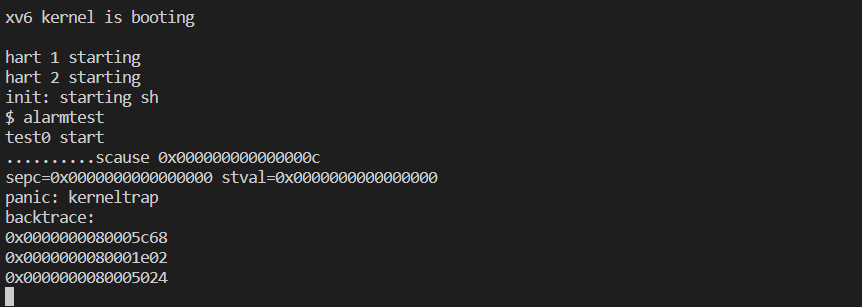 xv6 kernel is booting
hart 1 starting
hart 2 starting
init: starting sh
$ alarmtest
test0 start
..........scause 0x000000000000000c
sepc=0x0000000000000000 stval=0x0000000000000000
panic: kerneltrap
backtrace:
0x0000000080005c68
0x0000000080001e02
0x0000000080005024